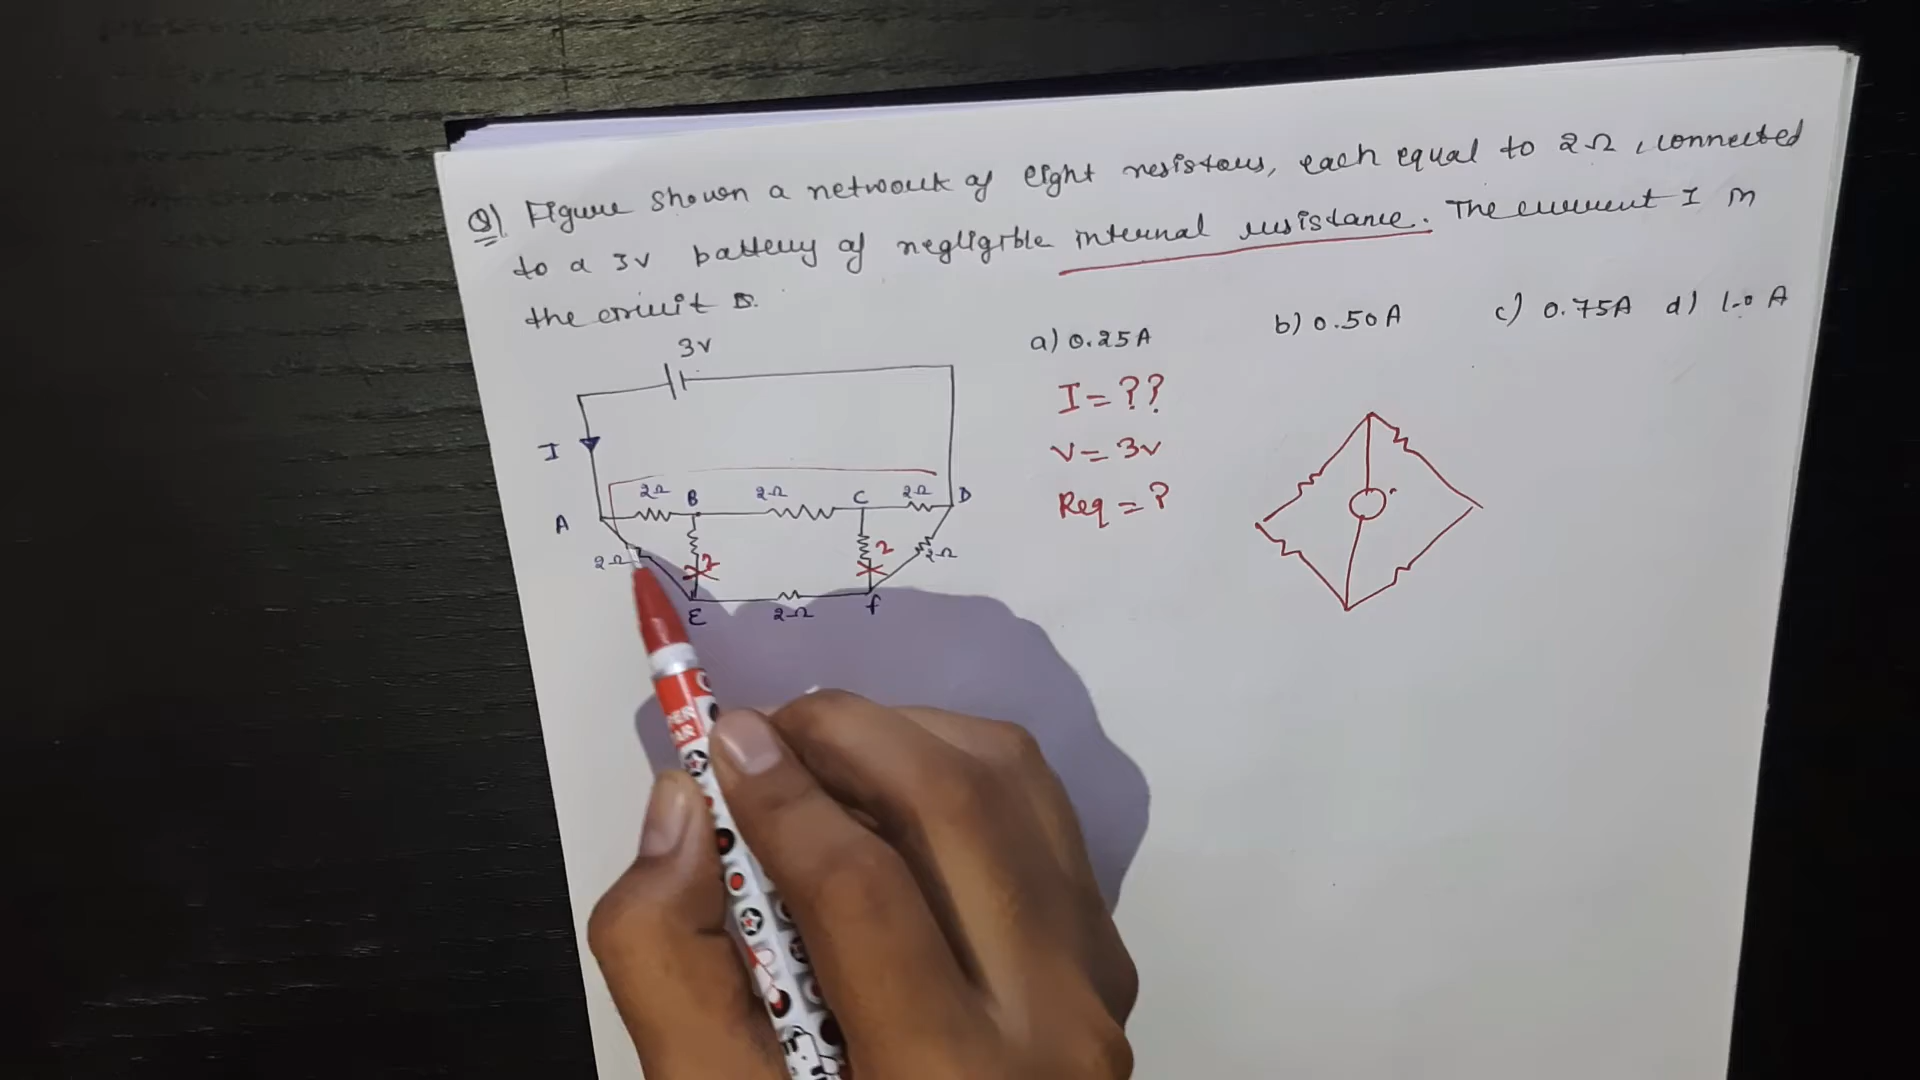 Q) Figure shown a network of eight resistors, each equal to 2Ω, connected
to a 3V battery of negligible internal resistance. The current I in
the circuit is.
a) 0.25A b) 0.50A c) 0.75A d) 1.0 A
3V
I = ??
I
V = 3V
2Ω B 2Ω C 2Ω D
Req = ?
A
2Ω 2 2 2Ω
E 2Ω f